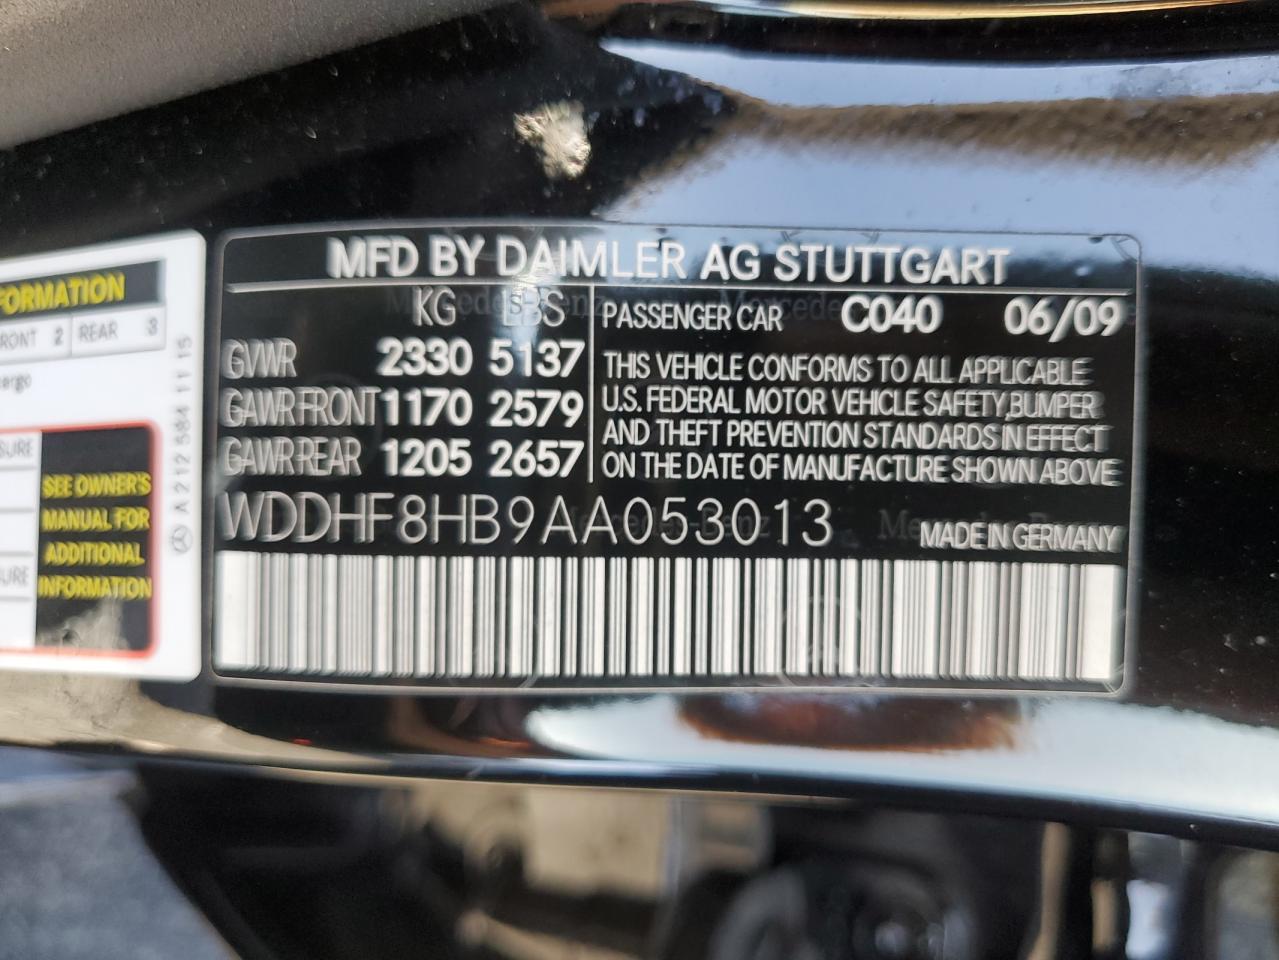 FORMATION
FRONT 2 REAR 3
cargo
SEE OWNER'S
MANUAL FOR
ADDITIONAL
INFORMATION
A 212 584 11 15
MFD BY DAIMLER AG STUTTGART
KG LBS
GVWR 2330 5137
GAWR FRONT 1170 2579
GAWR REAR 1205 2657
PASSENGER CAR C040 06/09
THIS VEHICLE CONFORMS TO ALL APPLICABLE
U.S. FEDERAL MOTOR VEHICLE SAFETY,BUMPER
AND THEFT PREVENTION STANDARDS IN EFFECT
ON THE DATE OF MANUFACTURE SHOWN ABOVE
WDDHF8HB9AA053013 MADE IN GERMANY